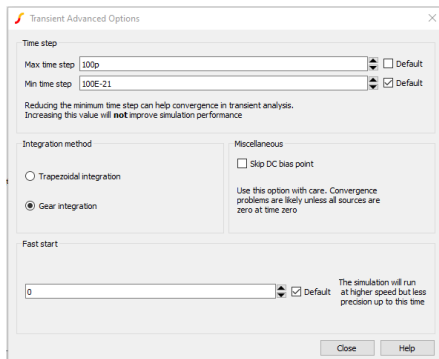 Transient Advanced Options
Time step
Max time step 100p Default
Min time step 100E-21 Default
Reducing the minimum time step can help convergence in transient analysis.
Increasing this value will not improve simulation performance
Integration method
Trapezoidal integration
Gear integration
Miscellaneous
Skip DC bias point
Use this option with care. Convergence
problems are likely unless all sources are
zero at time zero
Fast start
0 Default
The simulation will run
at higher speed but less
precision up to this time
Close Help